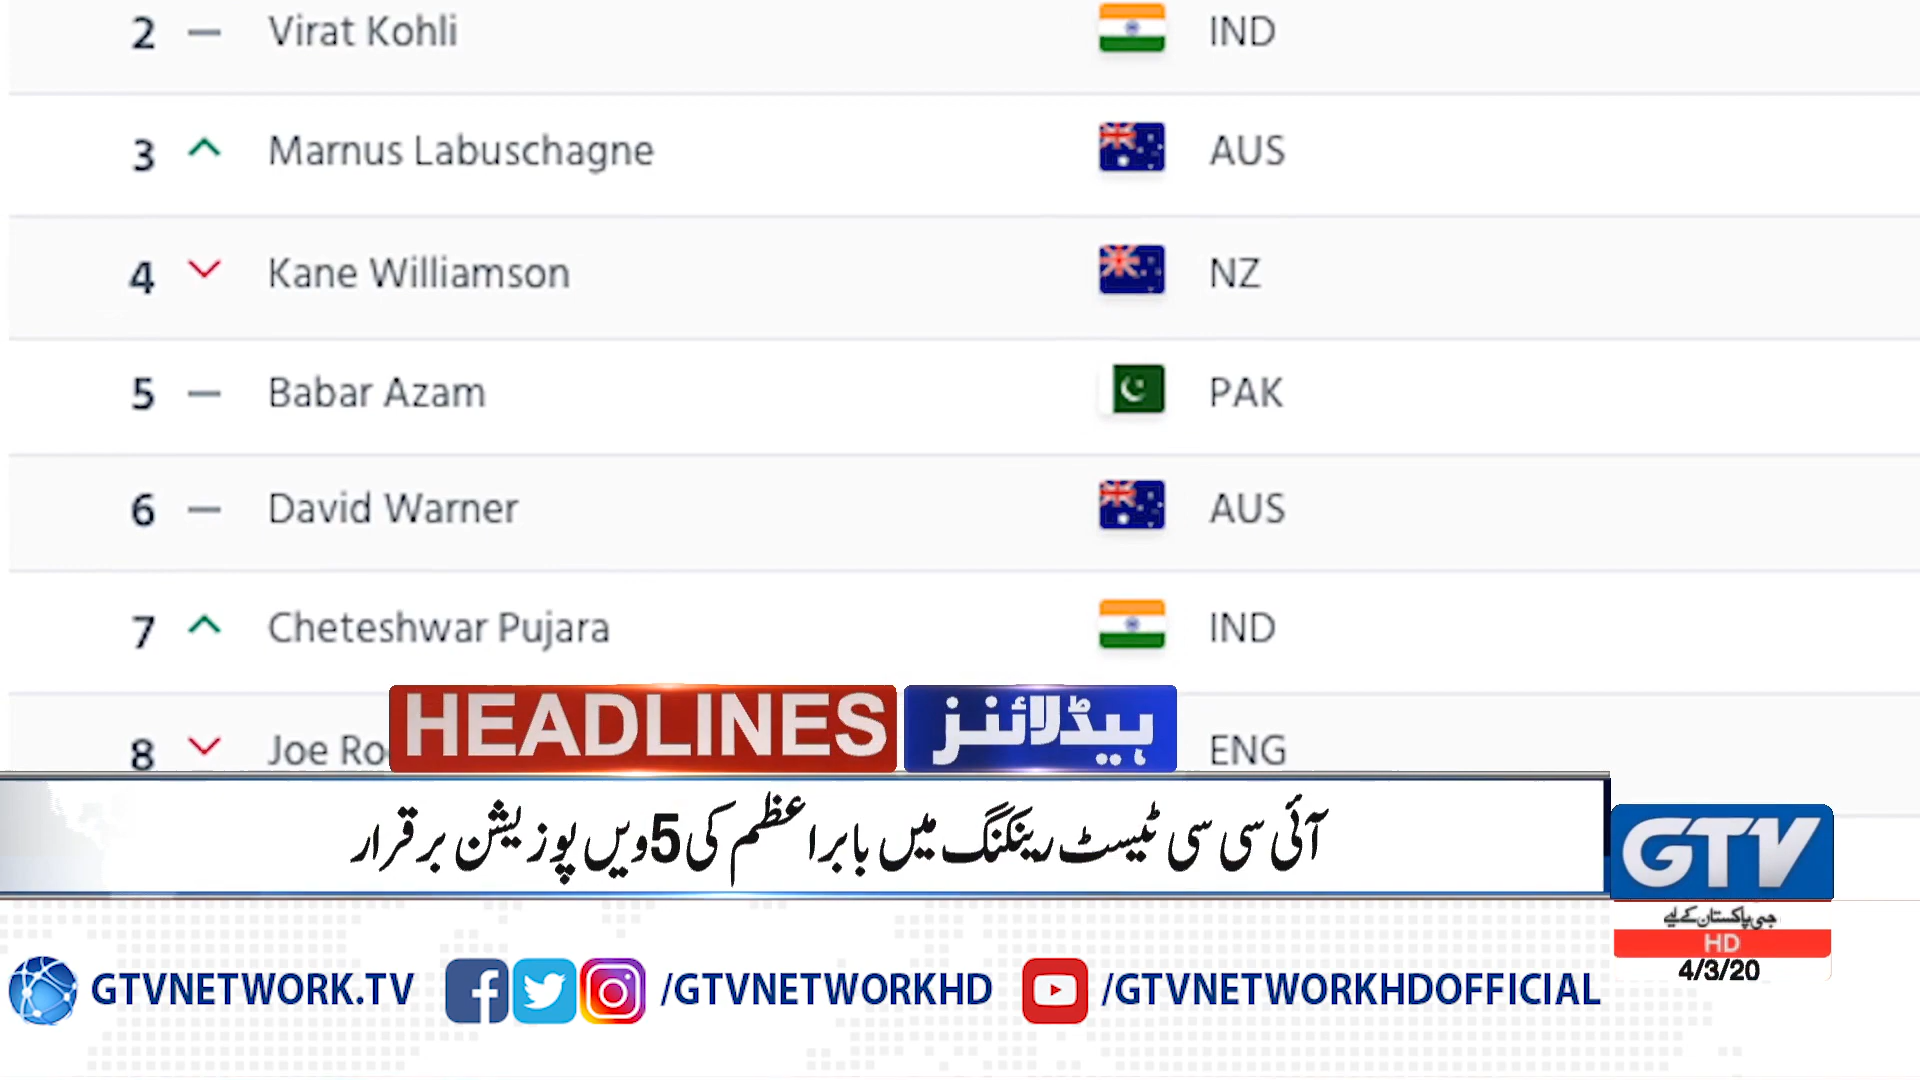 2 — Virat Kohli IND
3 Marnus Labuschagne AUS
4 Kane Williamson NZ
5 — Babar Azam PAK
6 — David Warner AUS
7 Cheteshwar Pujara IND
8 Joe Ro ENG
HEADLINES ہیڈلائنز
آئی سی سی ٹیسٹ رینکنگ میں بابراعظم کی 5ویں پوزیشن برقرار
GTV
جی پاکستان کے لیے
HD
4/3/20
GTVNETWORK.TV /GTVNETWORKHD /GTVNETWORKHDOFFICIAL